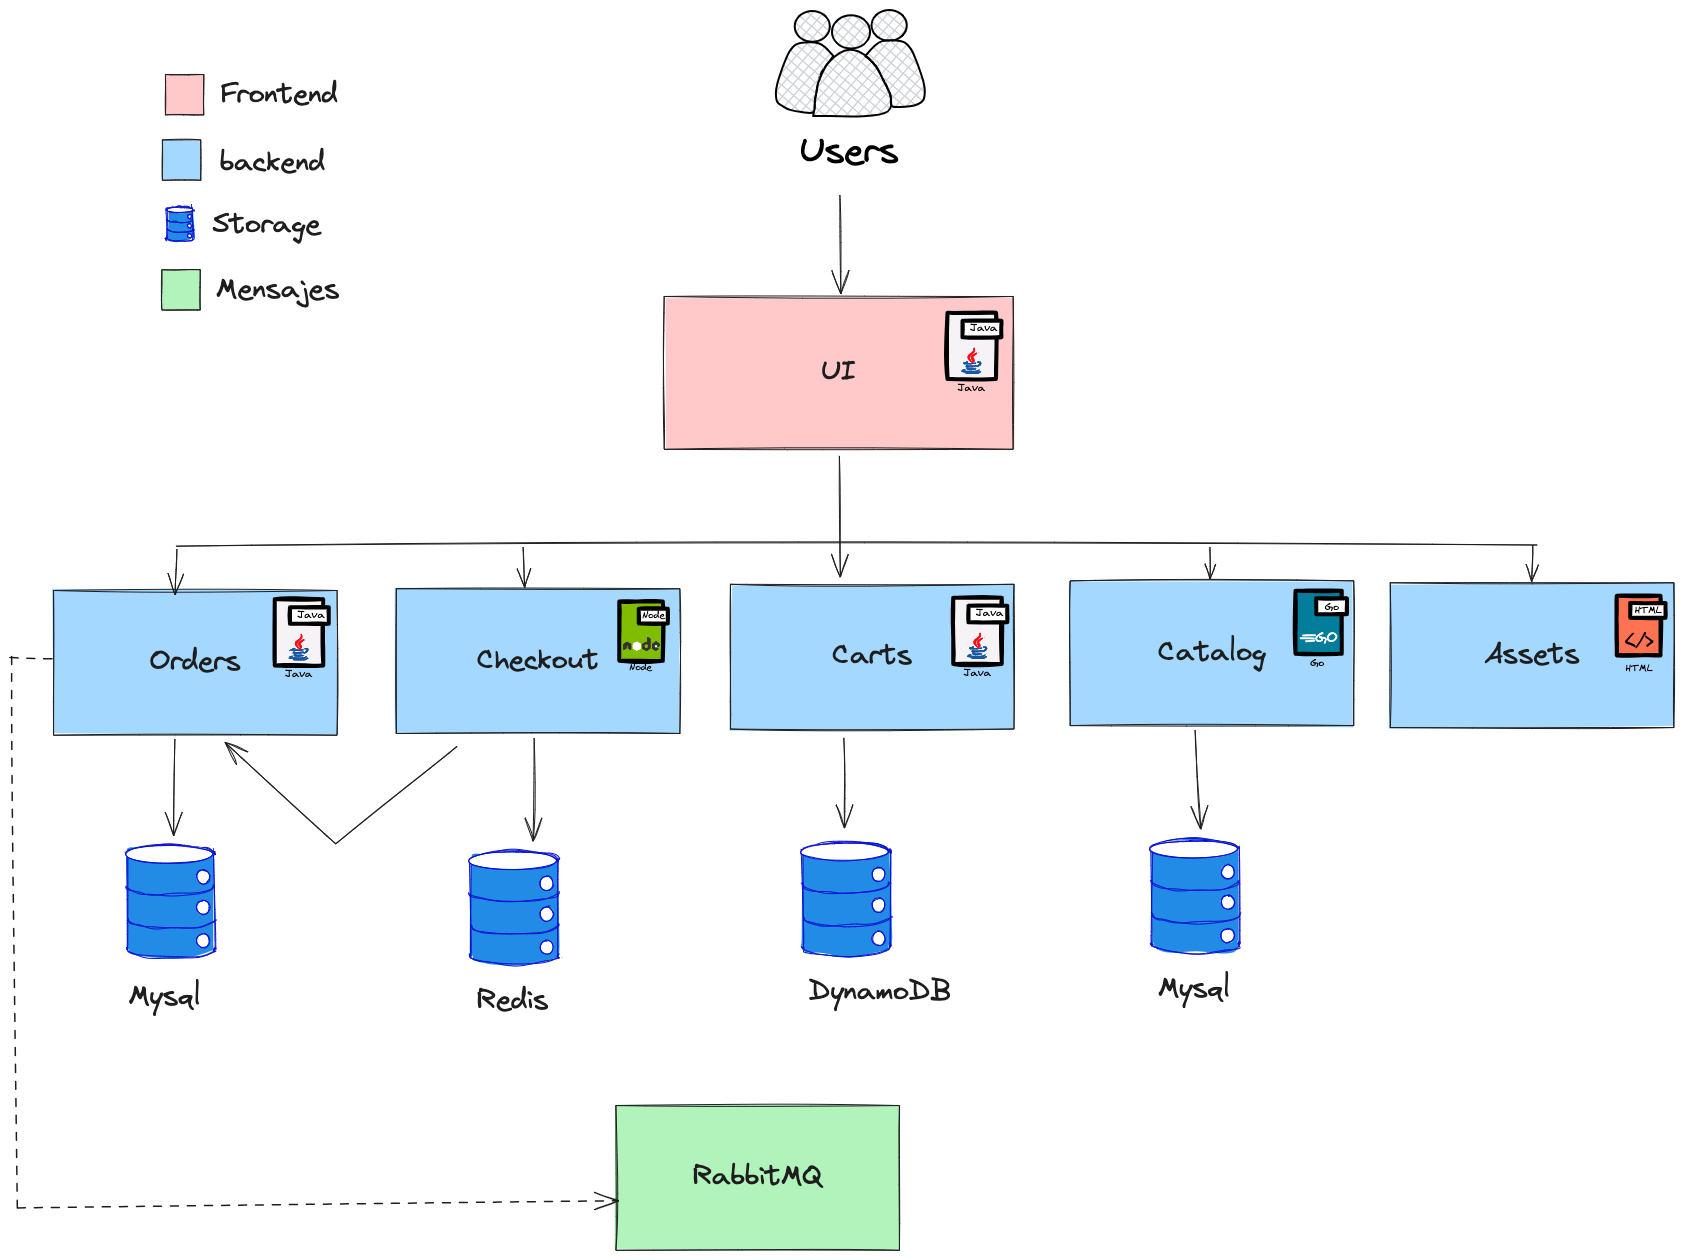 Users
Frontend
backend
Storage
Mensajes
UI
Java
Java
Orders
Java
Java
Checkout
Node
node
Node
Carts
Java
Java
Catalog
Go
GO
Go
Assets
HTML
</>
HTML
Mysql
Redis
DynamoDB
Mysql
RabbitMQ